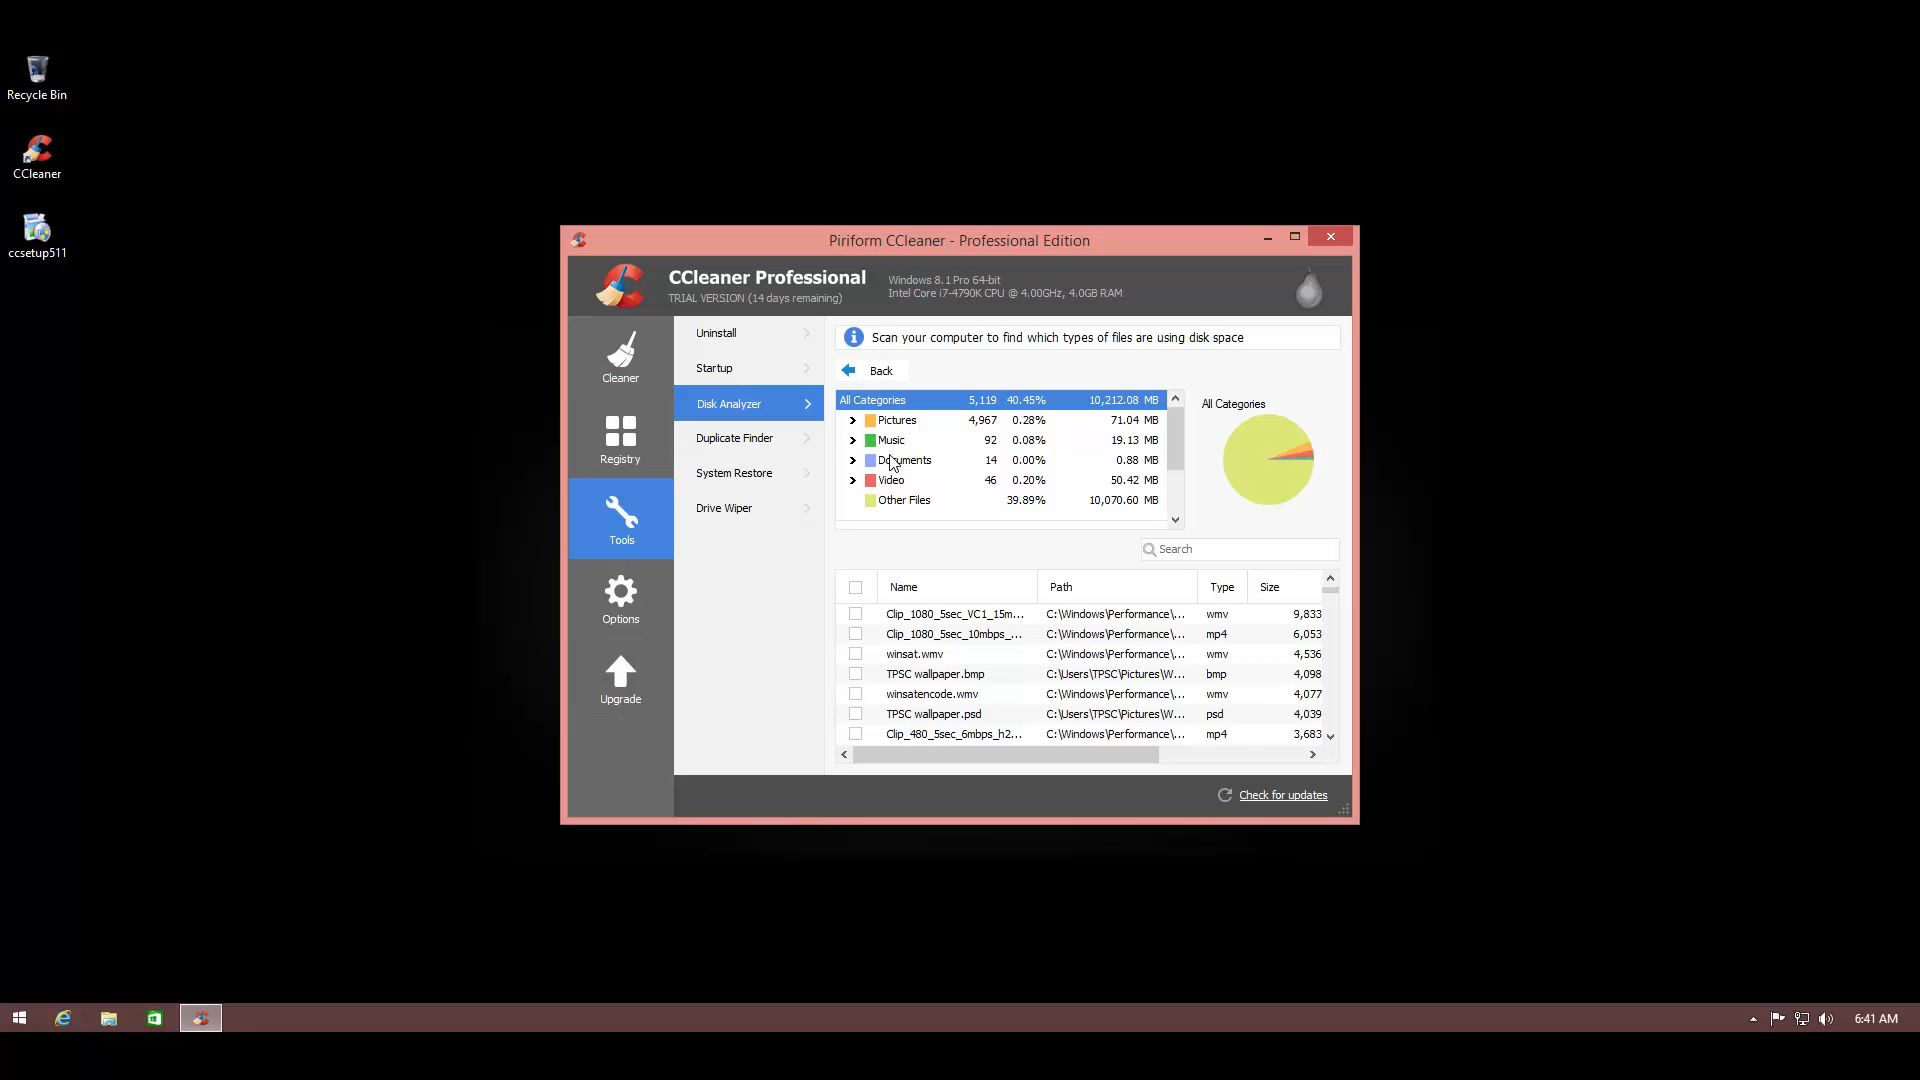 Recycle Bin
CCleaner
ccsetup511
Piriform CCleaner - Professional Edition
CCleaner Professional
TRIAL VERSION (14 days remaining)
Windows 8.1 Pro 64-bit
Intel Core i7-4790K CPU @ 4.00GHz, 4.0GB RAM
Cleaner
Registry
Tools
Options
Upgrade
Uninstall
Startup
Disk Analyzer
Duplicate Finder
System Restore
Drive Wiper
Scan your computer to find which types of files are using disk space
Back
All Categories 5,119 40.45% 10,212.08 MB
Pictures 4,967 0.28% 71.04 MB
Music 92 0.08% 19.13 MB
Documents 14 0.00% 0.88 MB
Video 46 0.20% 50.42 MB
Other Files 39.89% 10,070.60 MB
All Categories
Search
Name Path Type Size
Clip_1080_5sec_VC1_15m... C:\Windows\Performance\... wmv 9,833
Clip_1080_5sec_10mbps_... C:\Windows\Performance\... mp4 6,053
winsat.wmv C:\Windows\Performance\... wmv 4,536
TPSC wallpaper.bmp C:\Users\TPSC\Pictures\W... bmp 4,098
winsatencode.wmv C:\Windows\Performance\... wmv 4,077
TPSC wallpaper.psd C:\Users\TPSC\Pictures\W... psd 4,039
Clip_480_5sec_6mbps_h2... C:\Windows\Performance\... mp4 3,683
Check for updates
6:41 AM